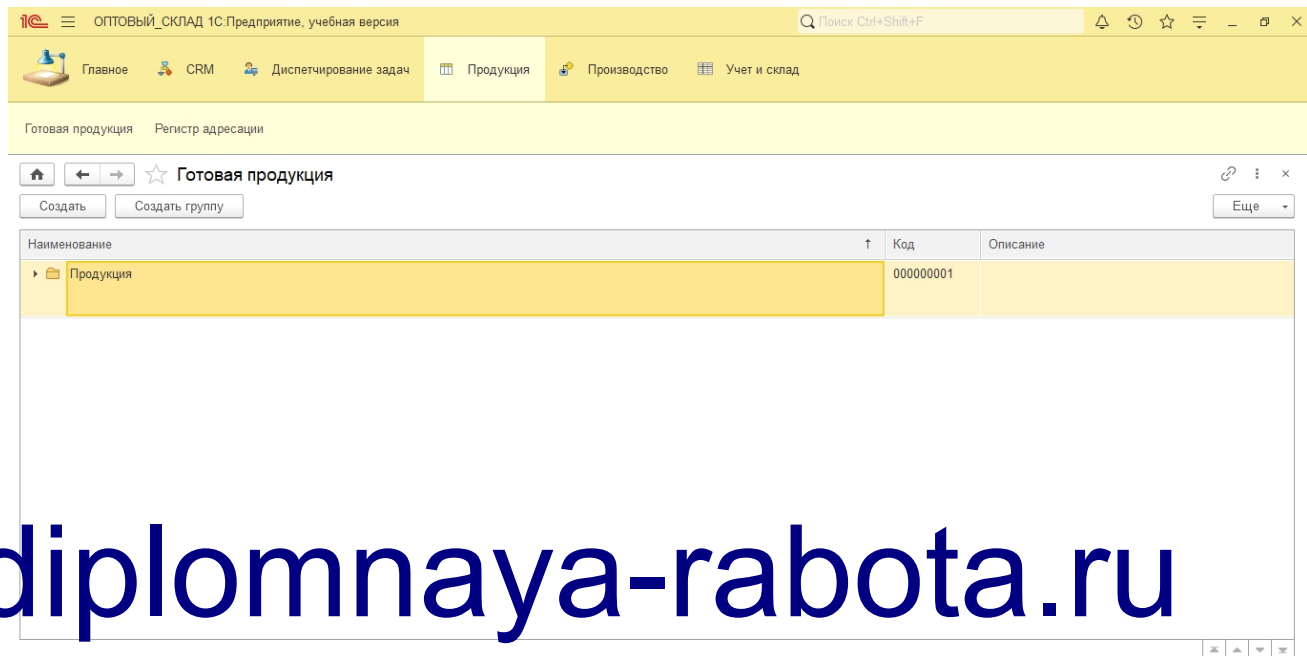 1С ОПТОВЫЙ_СКЛАД 1С:Предприятие, учебная версия Поиск Ctrl+Shift+F
Главное CRM Диспетчирование задач Продукция Производство Учет и склад
Готовая продукция Регистр адресации
Готовая продукция
Создать Создать группу Еще
Наименование ↑ Код Описание
Продукция 000000001
diplomnaya-rabota.ru